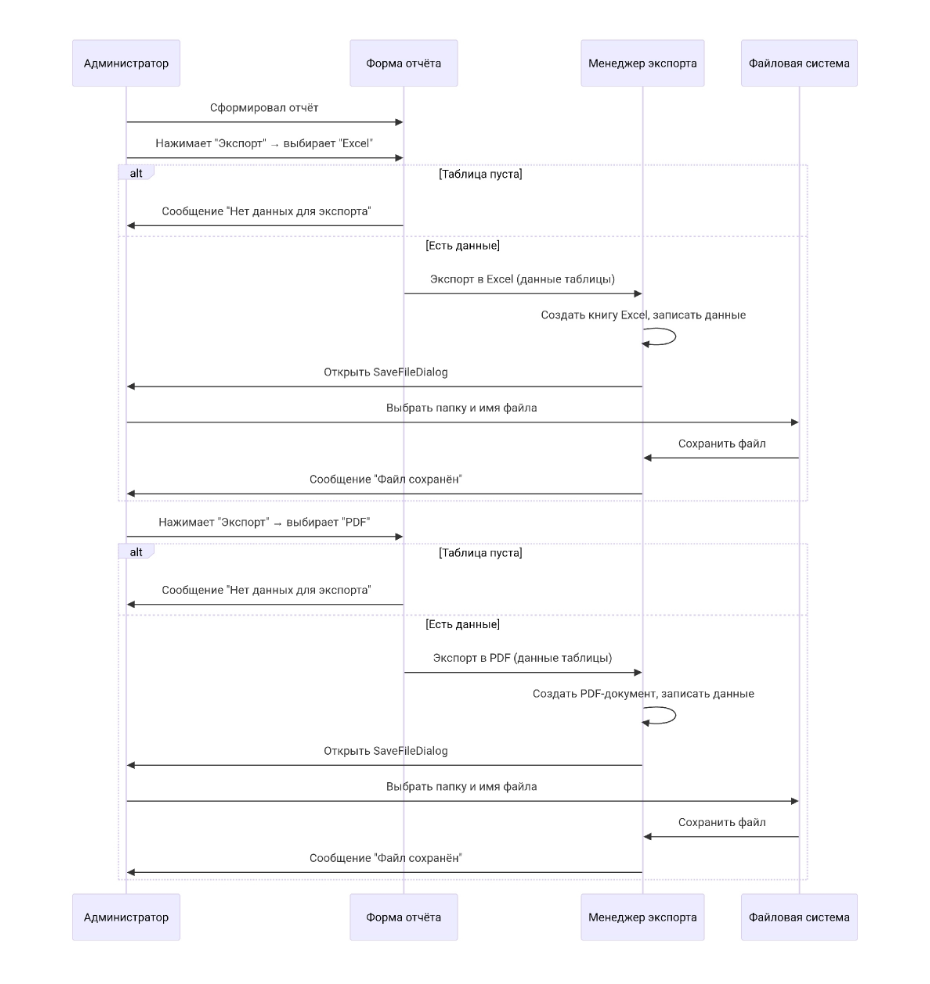 Администратор
Форма отчёта
Менеджер экспорта
Файловая система
Сформировал отчёт
Нажимает "Экспорт" → выбирает "Excel"
alt
[Таблица пуста]
Сообщение "Нет данных для экспорта"
[Есть данные]
Экспорт в Excel (данные таблицы)
Создать книгу Excel, записать данные
Открыть SaveFileDialog
Выбрать папку и имя файла
Сохранить файл
Сообщение "Файл сохранён"
Нажимает "Экспорт" → выбирает "PDF"
alt
[Таблица пуста]
Сообщение "Нет данных для экспорта"
[Есть данные]
Экспорт в PDF (данные таблицы)
Создать PDF-документ, записать данные
Открыть SaveFileDialog
Выбрать папку и имя файла
Сохранить файл
Сообщение "Файл сохранён"
Администратор
Форма отчёта
Менеджер экспорта
Файловая система